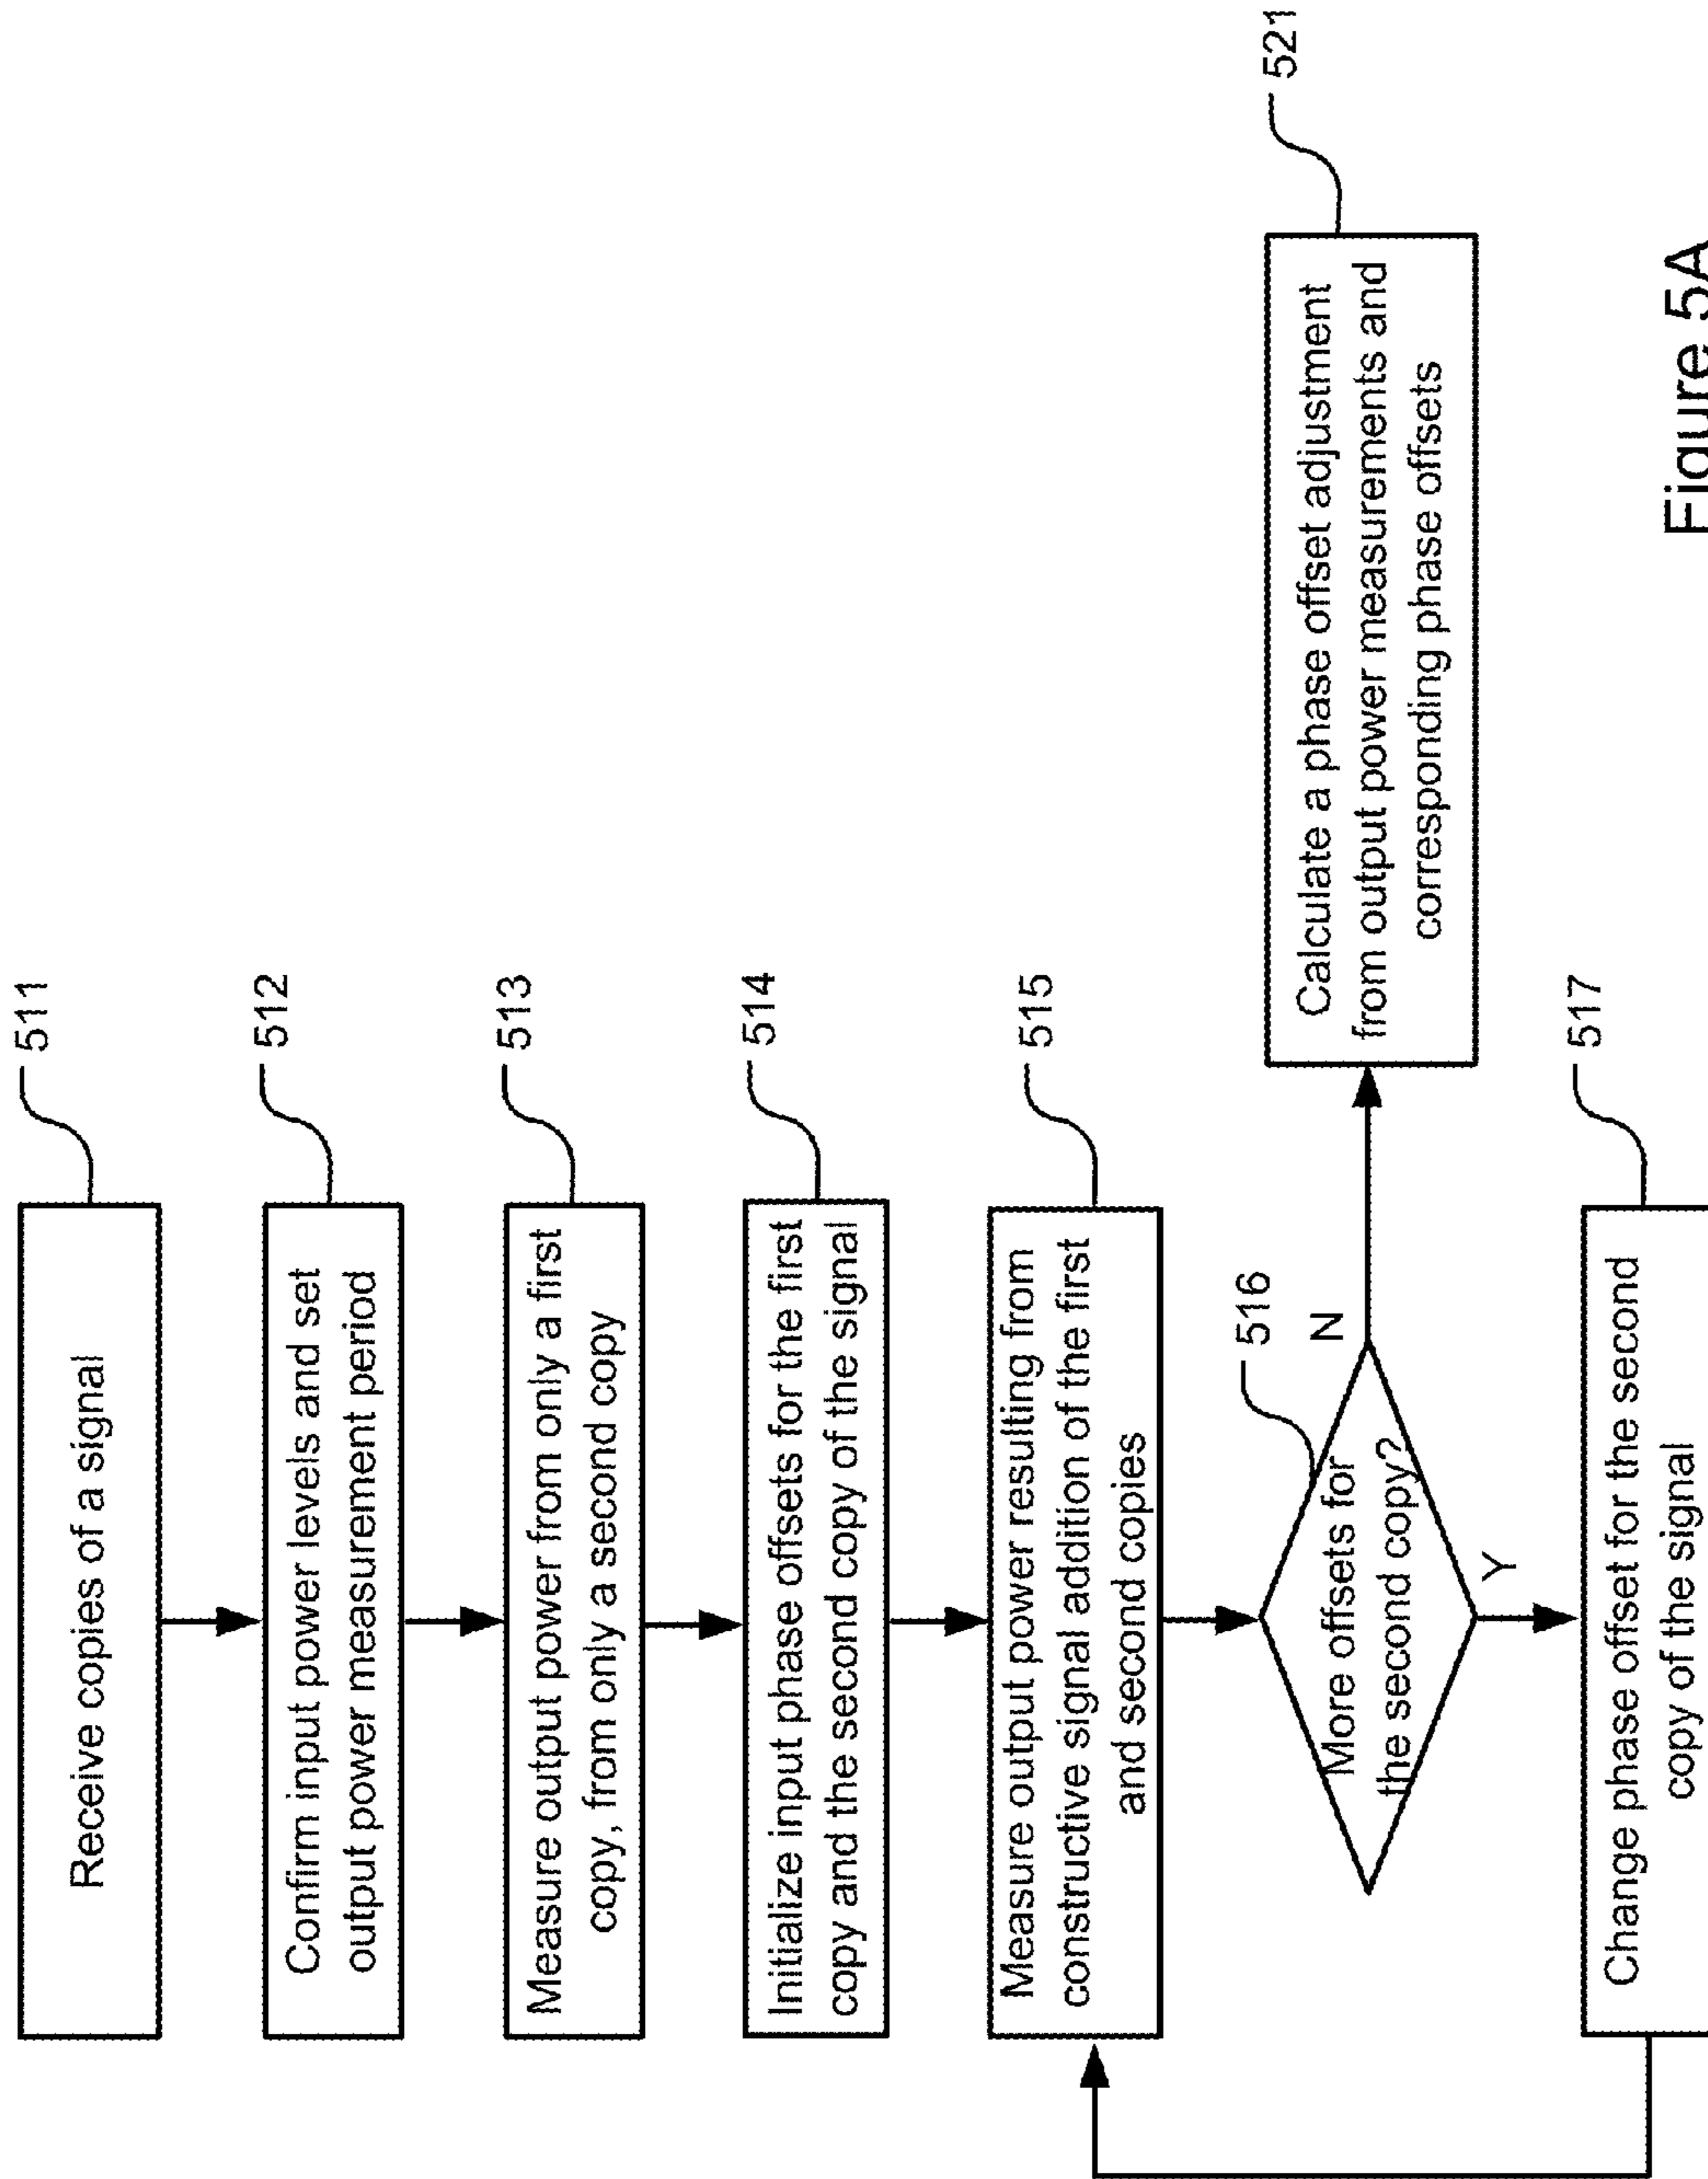 Receive copies of a signal
511
Confirm input power levels and set
output power measurement period
512
Measure output power from only a first
copy, from only a second copy
513
Initialize input phase offsets for the first
copy and the second copy of the signal
514
Measure output power resulting from
constructive signal addition of the first
and second copies
515
More offsets for
the second copy?
516
N
Y
Calculate a phase offset adjustment
from output power measurements and
corresponding phase offsets
521
Change phase offset for the second
copy of the signal
517
Figure 5A